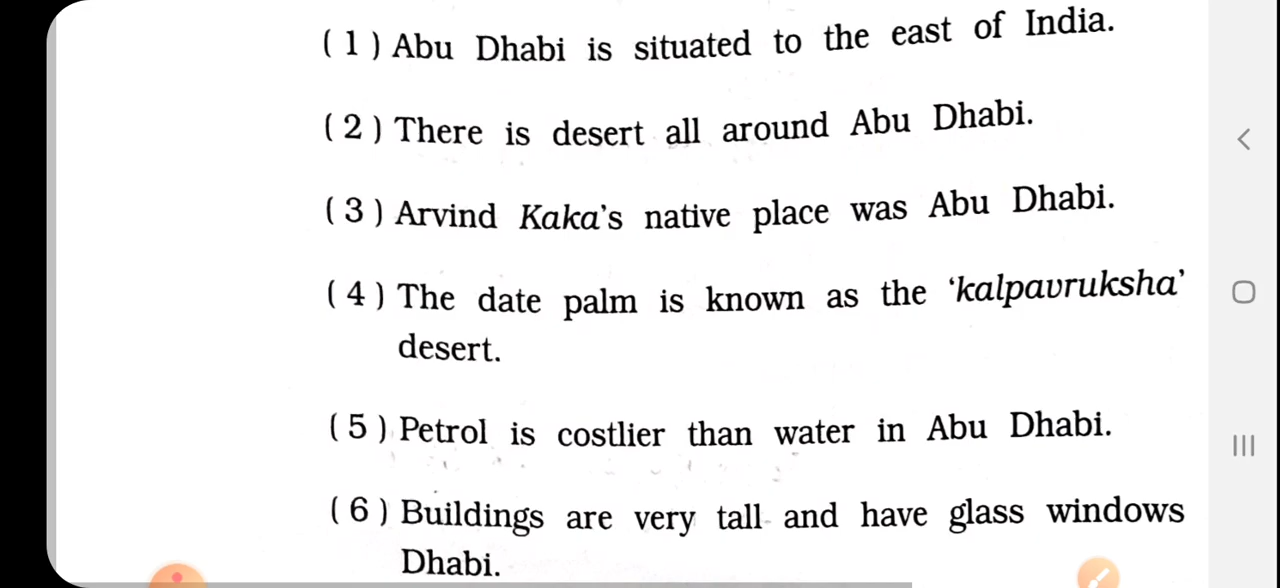 ( 1 ) Abu Dhabi is situated to the east of India.
( 2 ) There is desert all around Abu Dhabi.
( 3 ) Arvind Kaka's native place was Abu Dhabi.
( 4 ) The date palm is known as the 'kalpavruksha'
desert.
( 5 ) Petrol is costlier than water in Abu Dhabi.
( 6 ) Buildings are very tall and have glass windows
Dhabi.